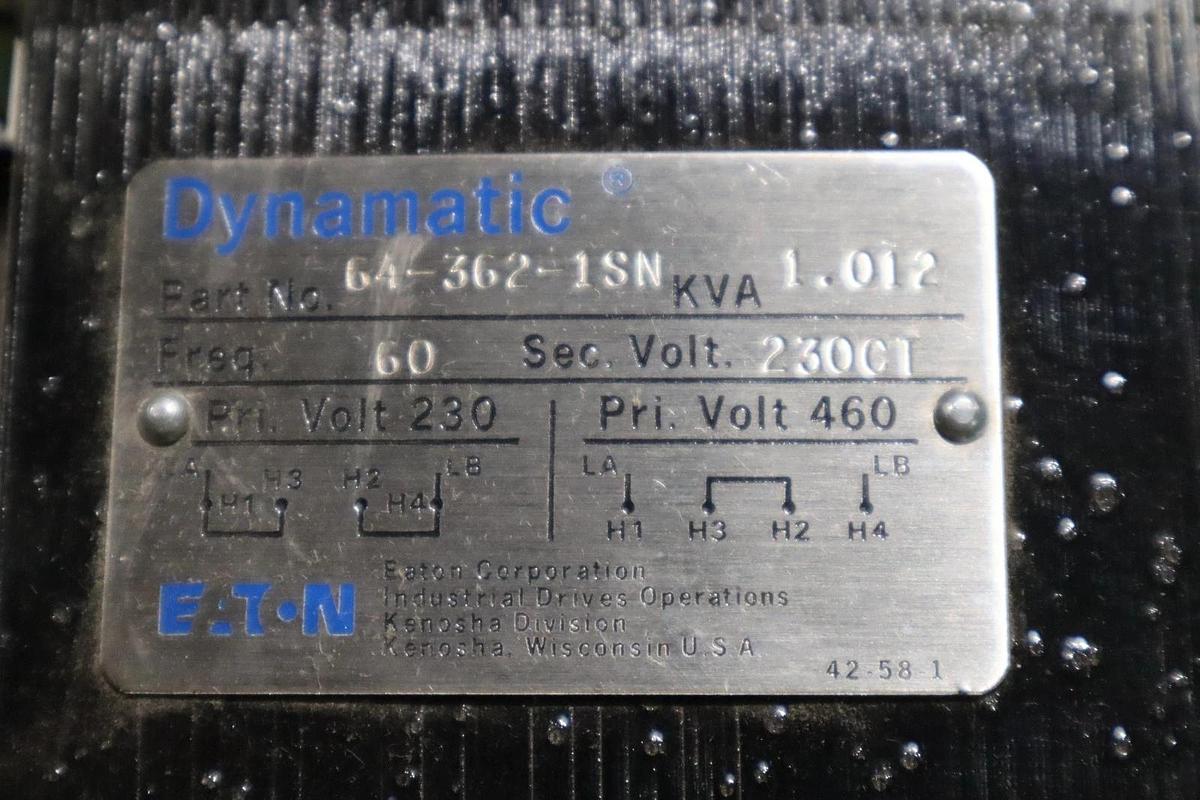 Dynamatic ®
Part No. 64-362-1SN KVA 1.012
Freq. 60 Sec. Volt. 230CT
Pri. Volt 230 Pri. Volt 460
LA H3 H2 LB LA LB
H1 H4 H1 H3 H2 H4
EATON
Eaton Corporation
Industrial Drives Operations
Kenosha Division
Kenosha, Wisconsin U.S.A.
42-58-1